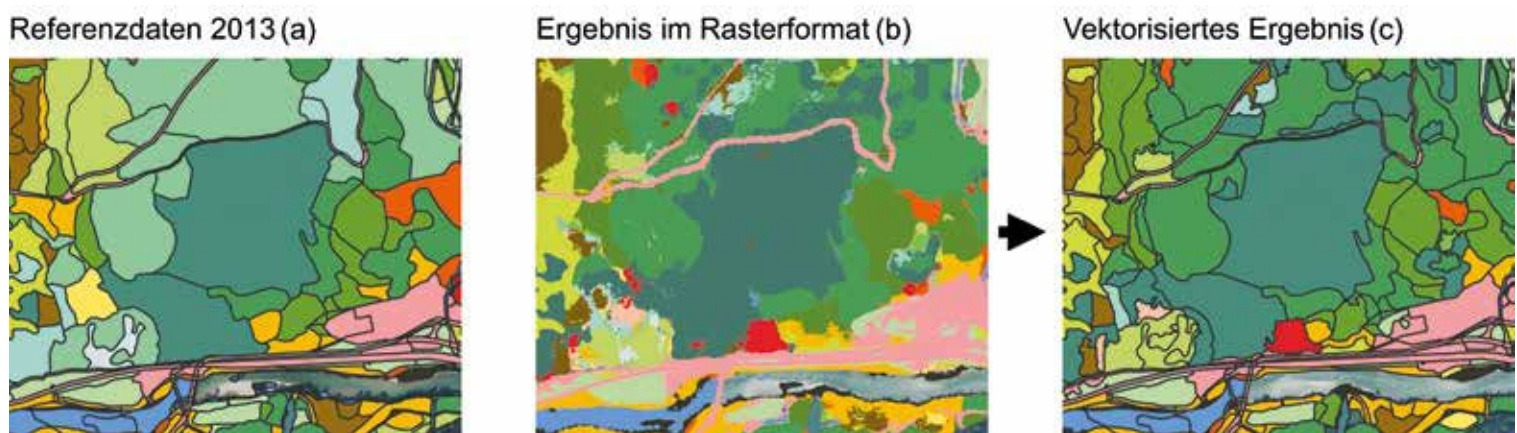 Referenzdaten 2013 (a)
Ergebnis im Rasterformat (b)
Vektorisiertes Ergebnis (c)